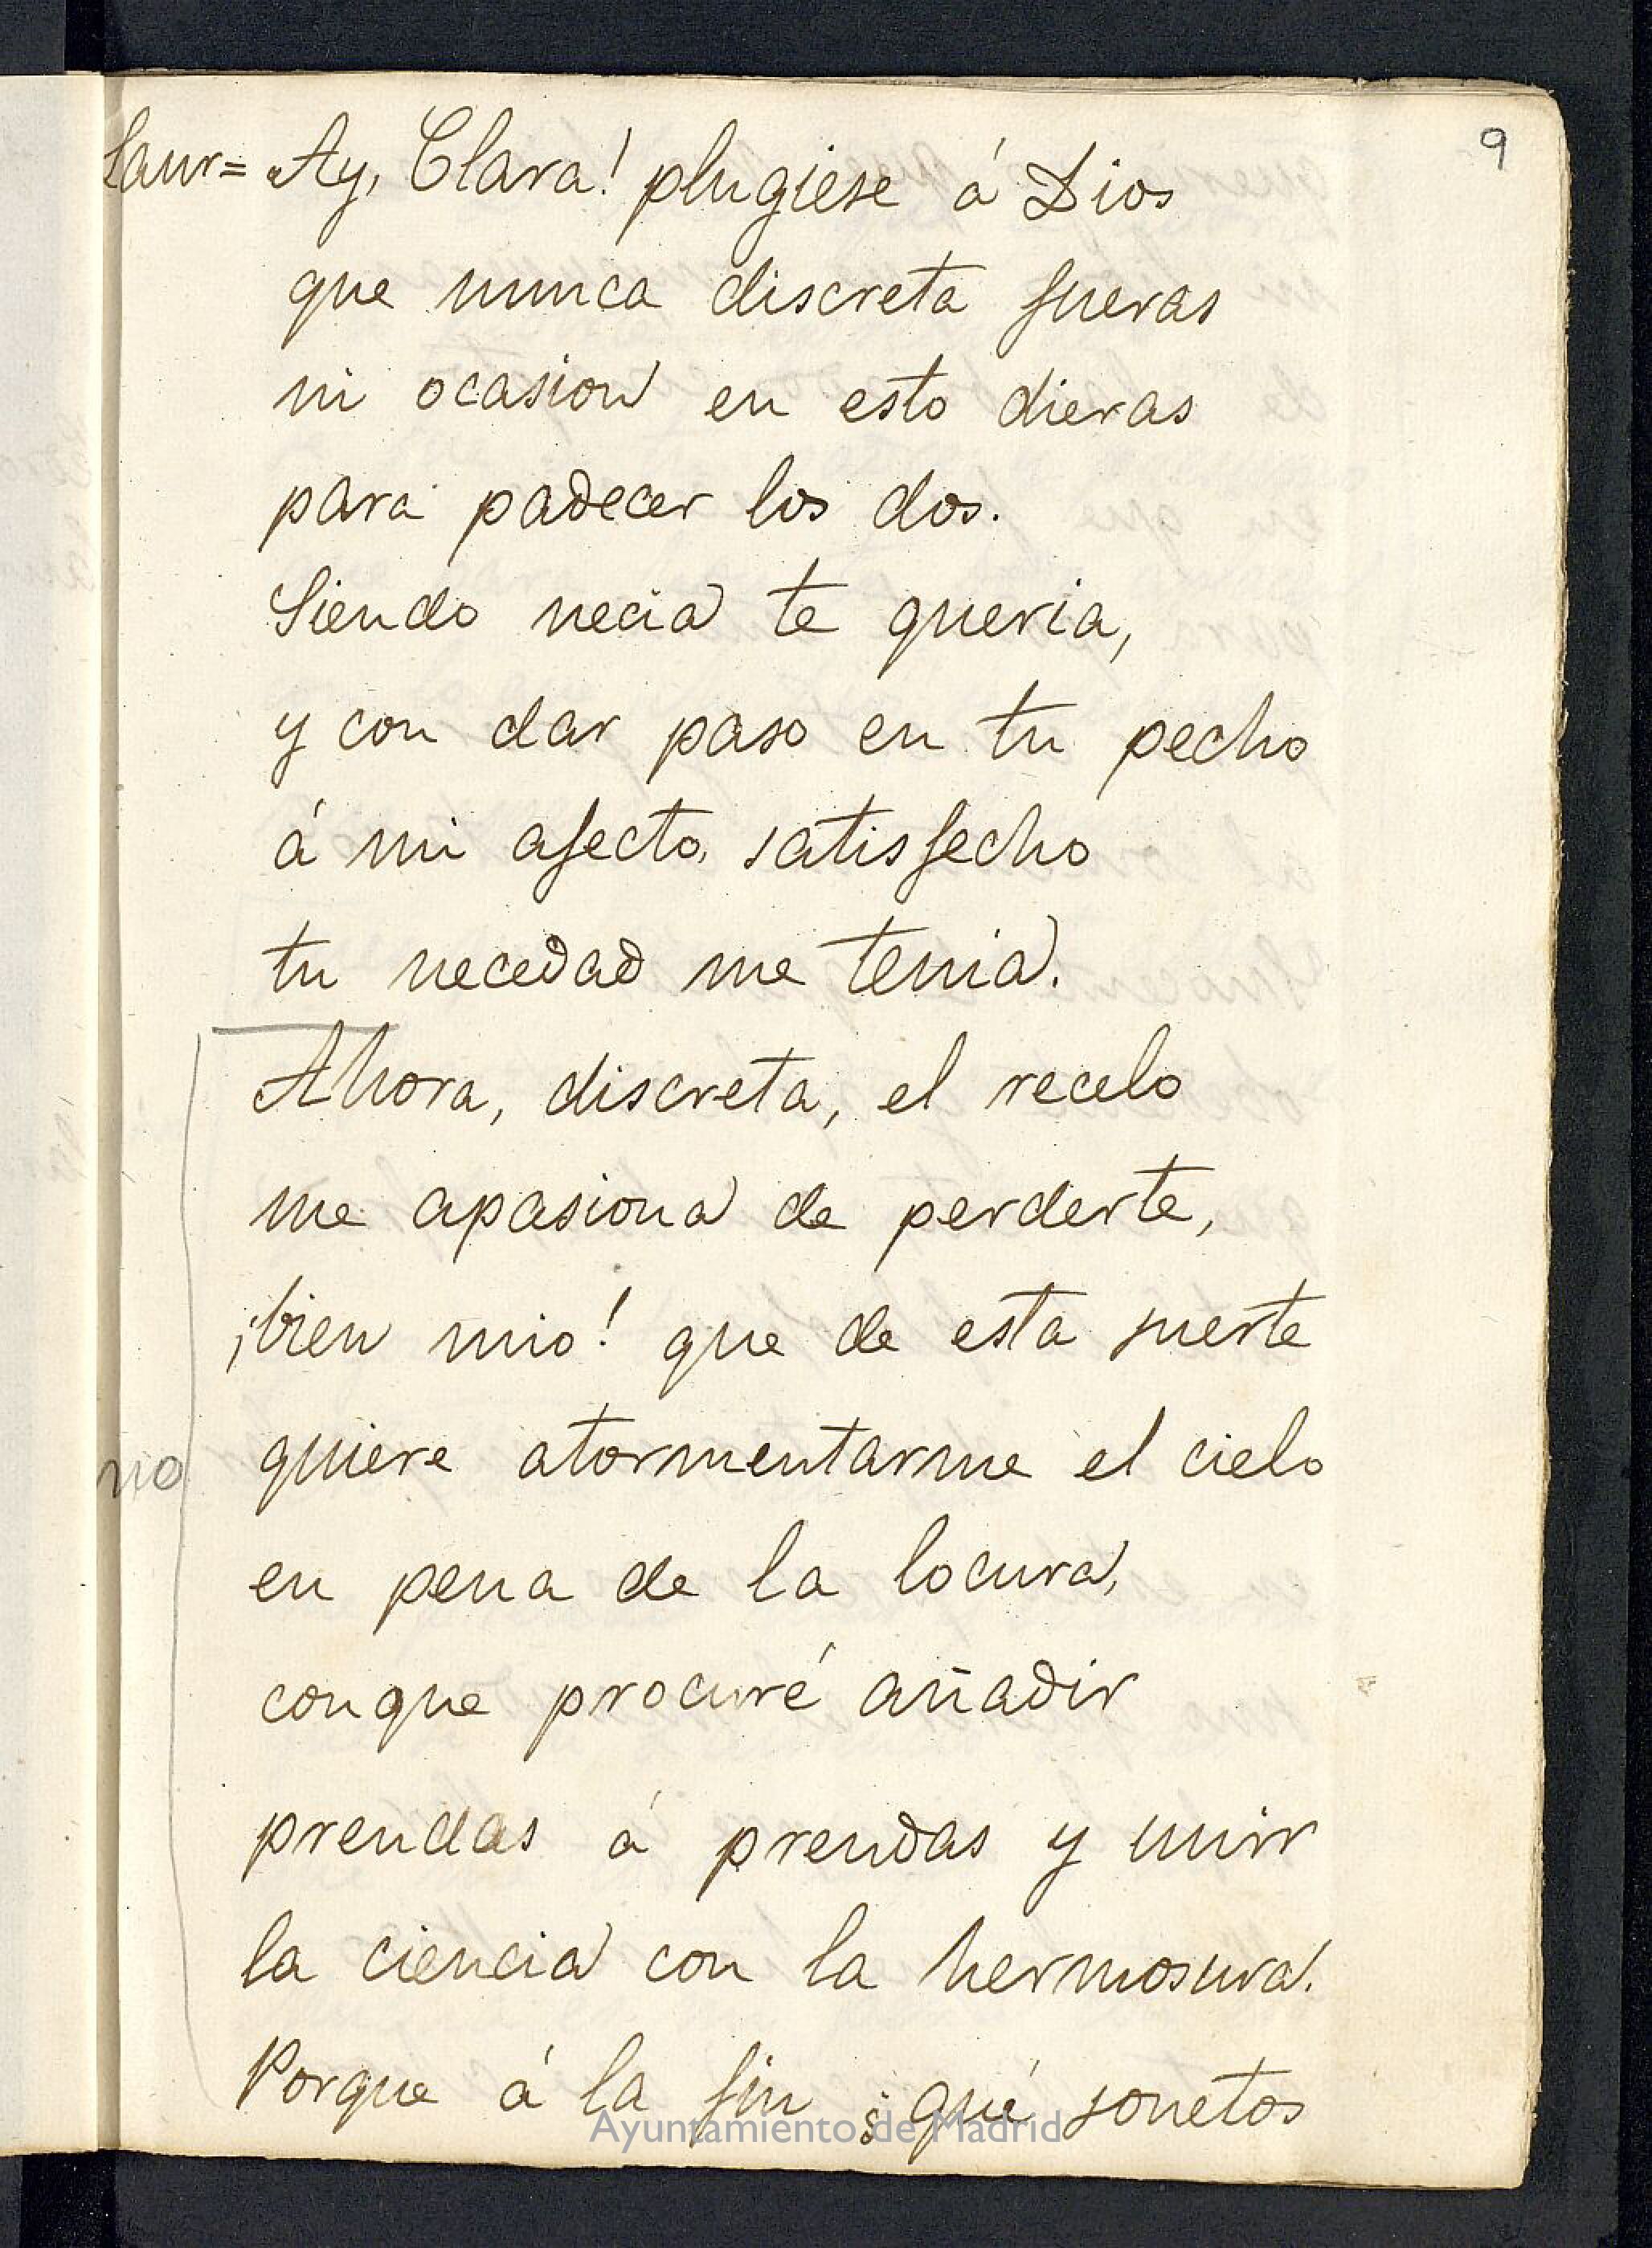 9
Laur= Ay, Clara! plugiese á Dios
que nunca discreta fueras
ni ocasion en esto dieras
para padecer los dos.
Siendo necia te queria,
y con dar paso en tu pecho
á mi afecto, satisfecho
tu necedad me tenia.
Ahora, discreta, el recelo
me apasiona de perderte,
¡bien mio! que de esta suerte
no quiere atormentarme el cielo
en pena de la locura,
conque procuré añadir
prendas á prendas y unir
la ciencia con la hermosura.
Porque á la fin ¿qué sonetos
Ayuntamiento de Madrid